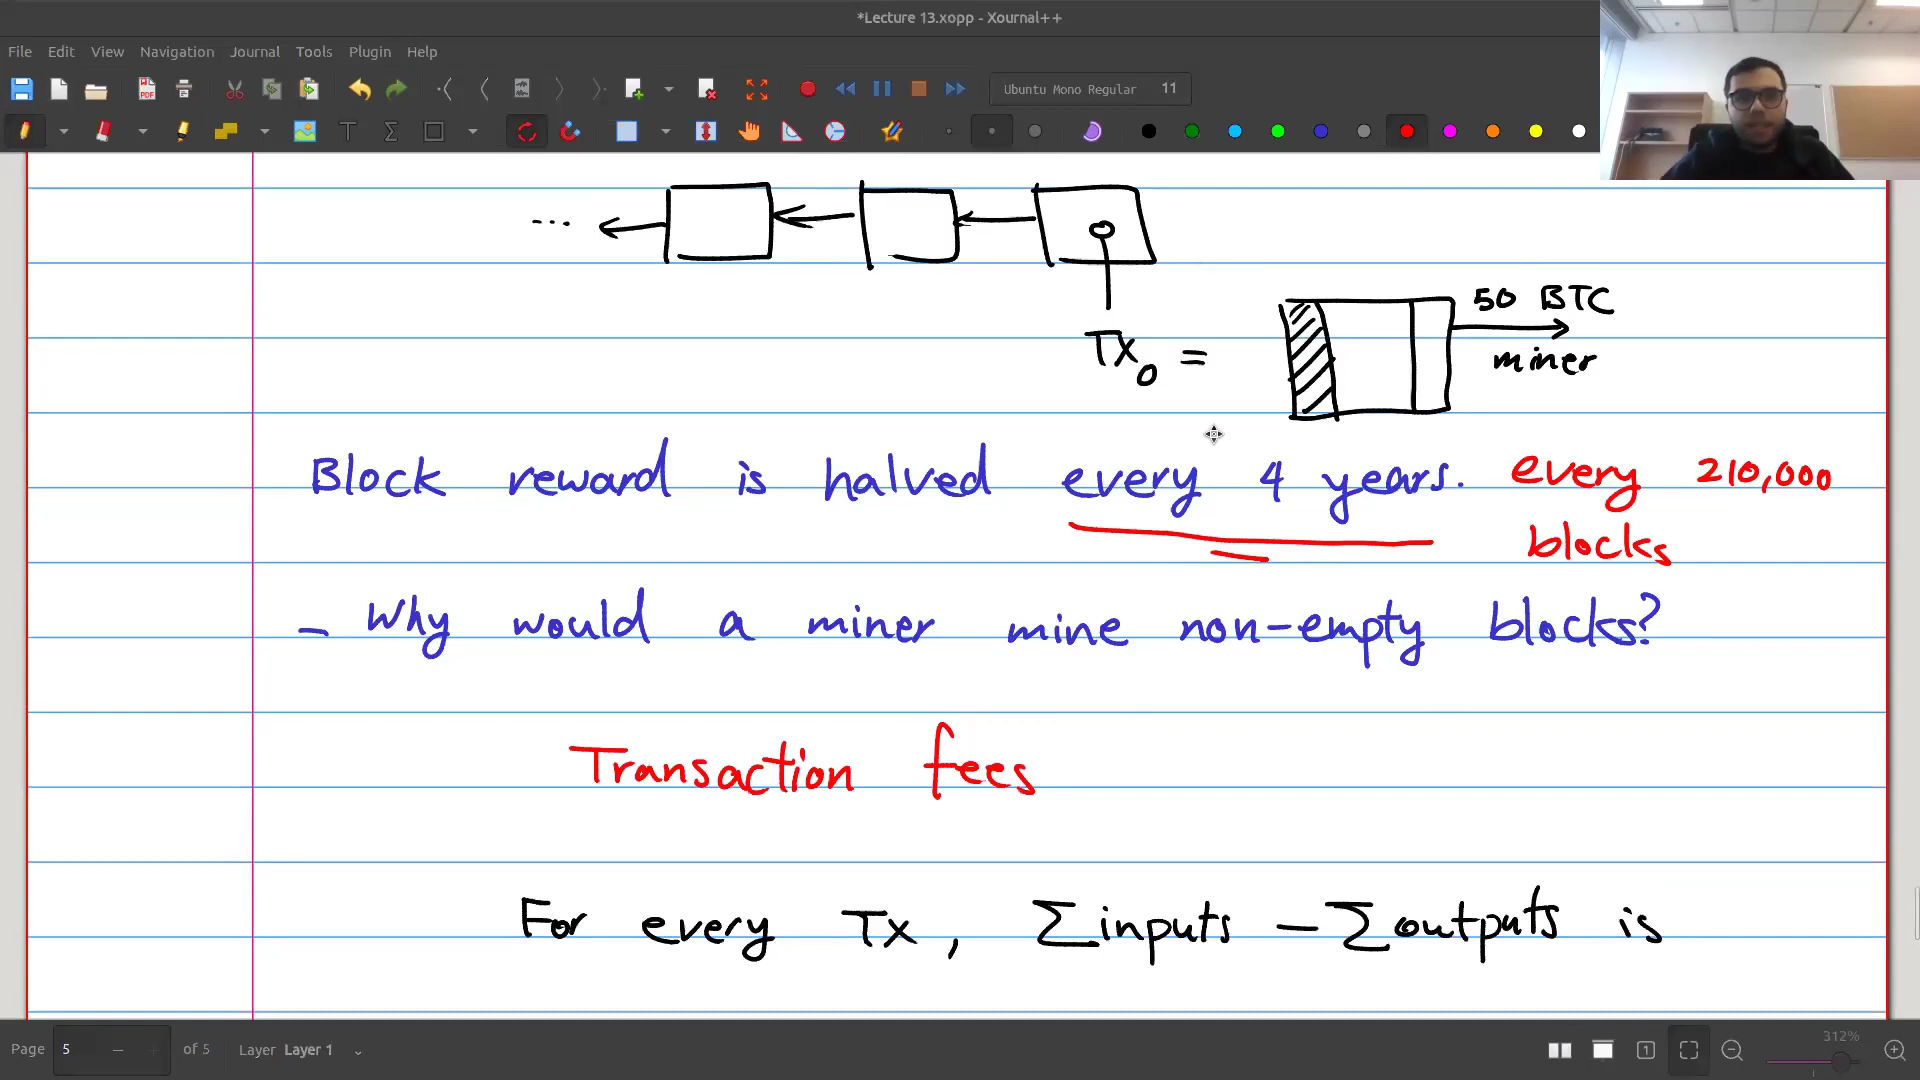 *Lecture 13.xopp - Xournal++
File Edit View Navigation Journal Tools Plugin Help
Ubuntu Mono Regular 11
...
50 BTC
miner
Tx0 =
Block reward is halved every 4 years. every 210,000
blocks
- Why would a miner mine non-empty blocks?
Transaction fees
For every Tx, Σinputs - Σoutputs is
Page 5 of 5 Layer Layer 1 312%